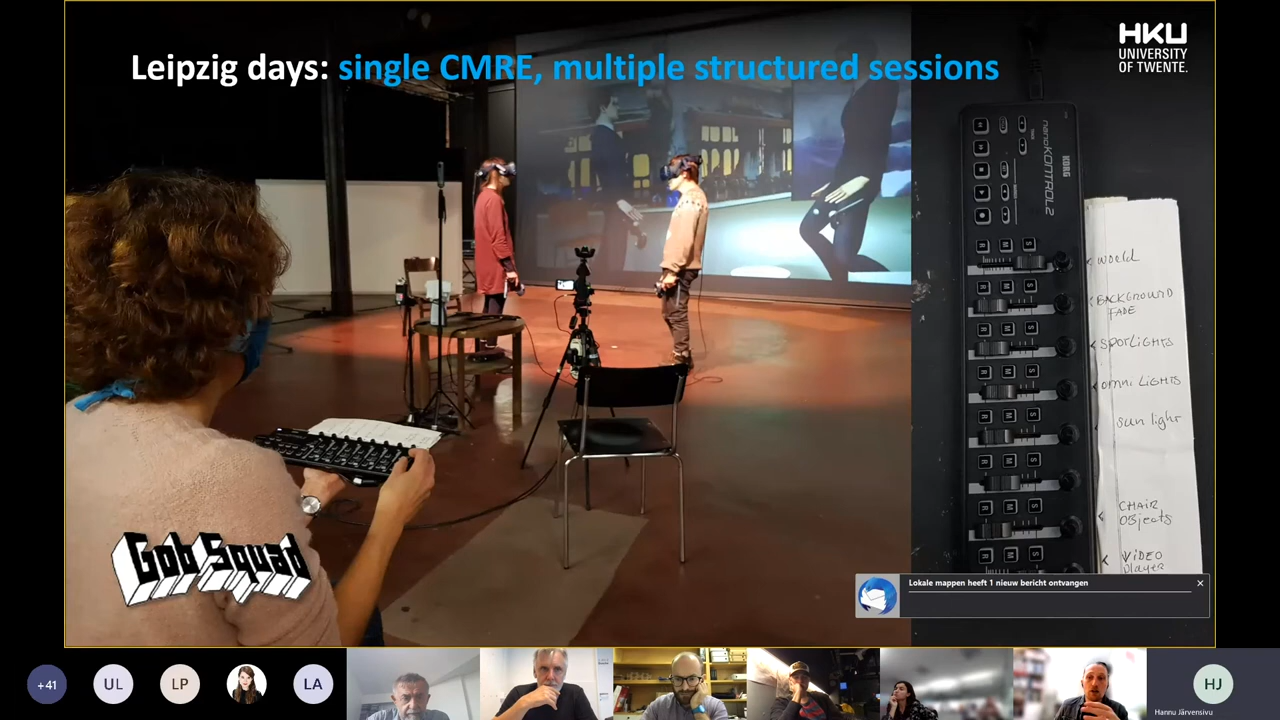 Leipzig days: single CMRE, multiple structured sessions
HKU
UNIVERSITY
OF TWENTE.
KORG
nanoKONTROL2
world
BACKGROUND
FADE
SPOTLIGHTS
omni LIGHTS
sun light
CHAIR
OBJects
ViDEO
player
Gob Squad
Lokale mappen heeft 1 nieuw bericht ontvangen
+41
UL
LP
LA
HJ
Hannu Järvensivu